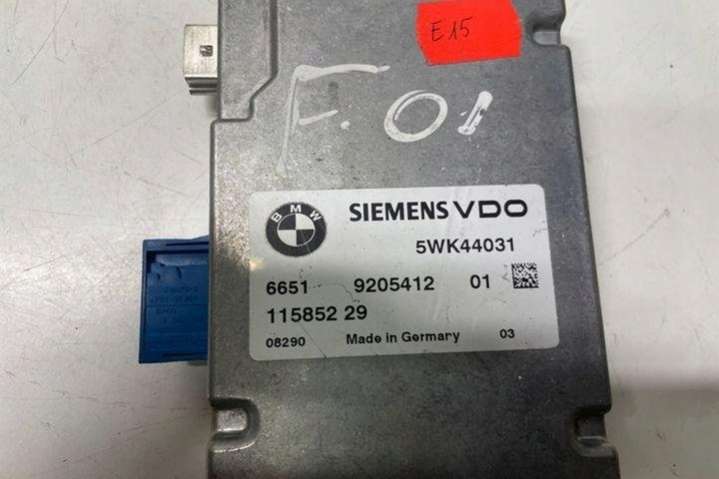 E15
F.01
BMW
SIEMENS VDO
5WK44031
6651 9205412 01
115852 29
08290 Made in Germany 03